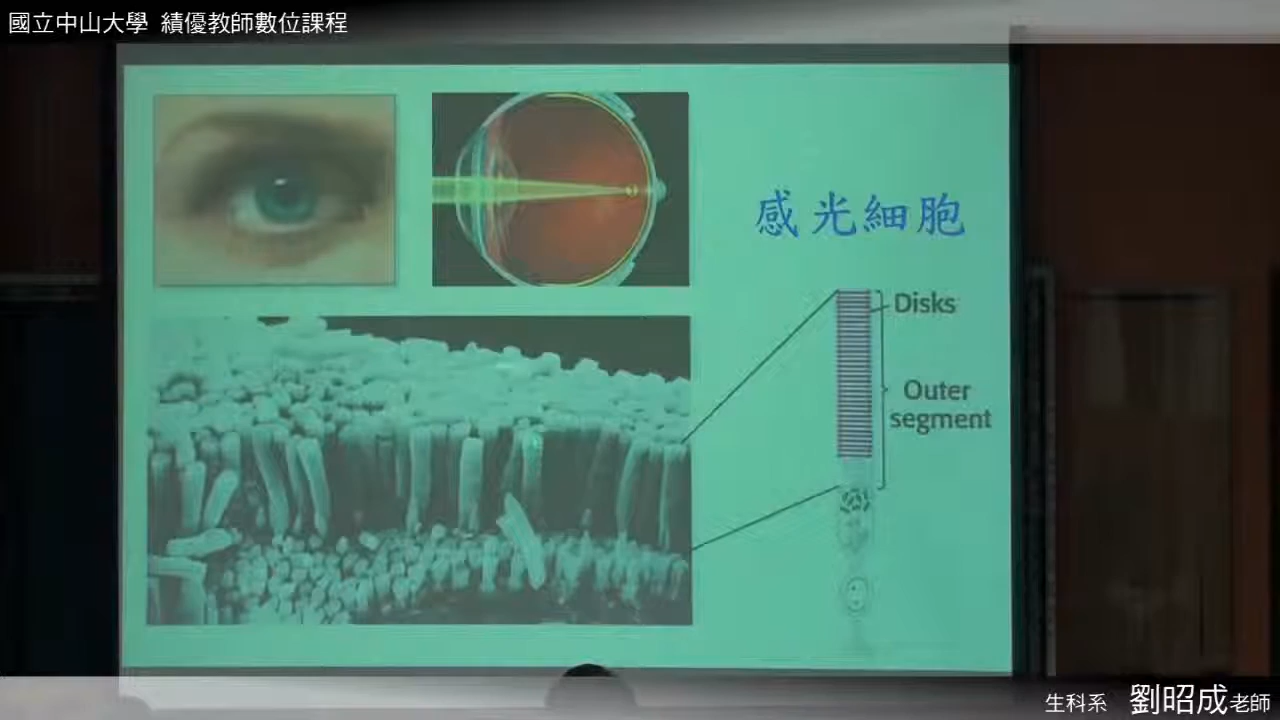 國立中山大學 績優教師數位課程
感光細胞
Disks
Outer
segment
生科系 劉昭成老師